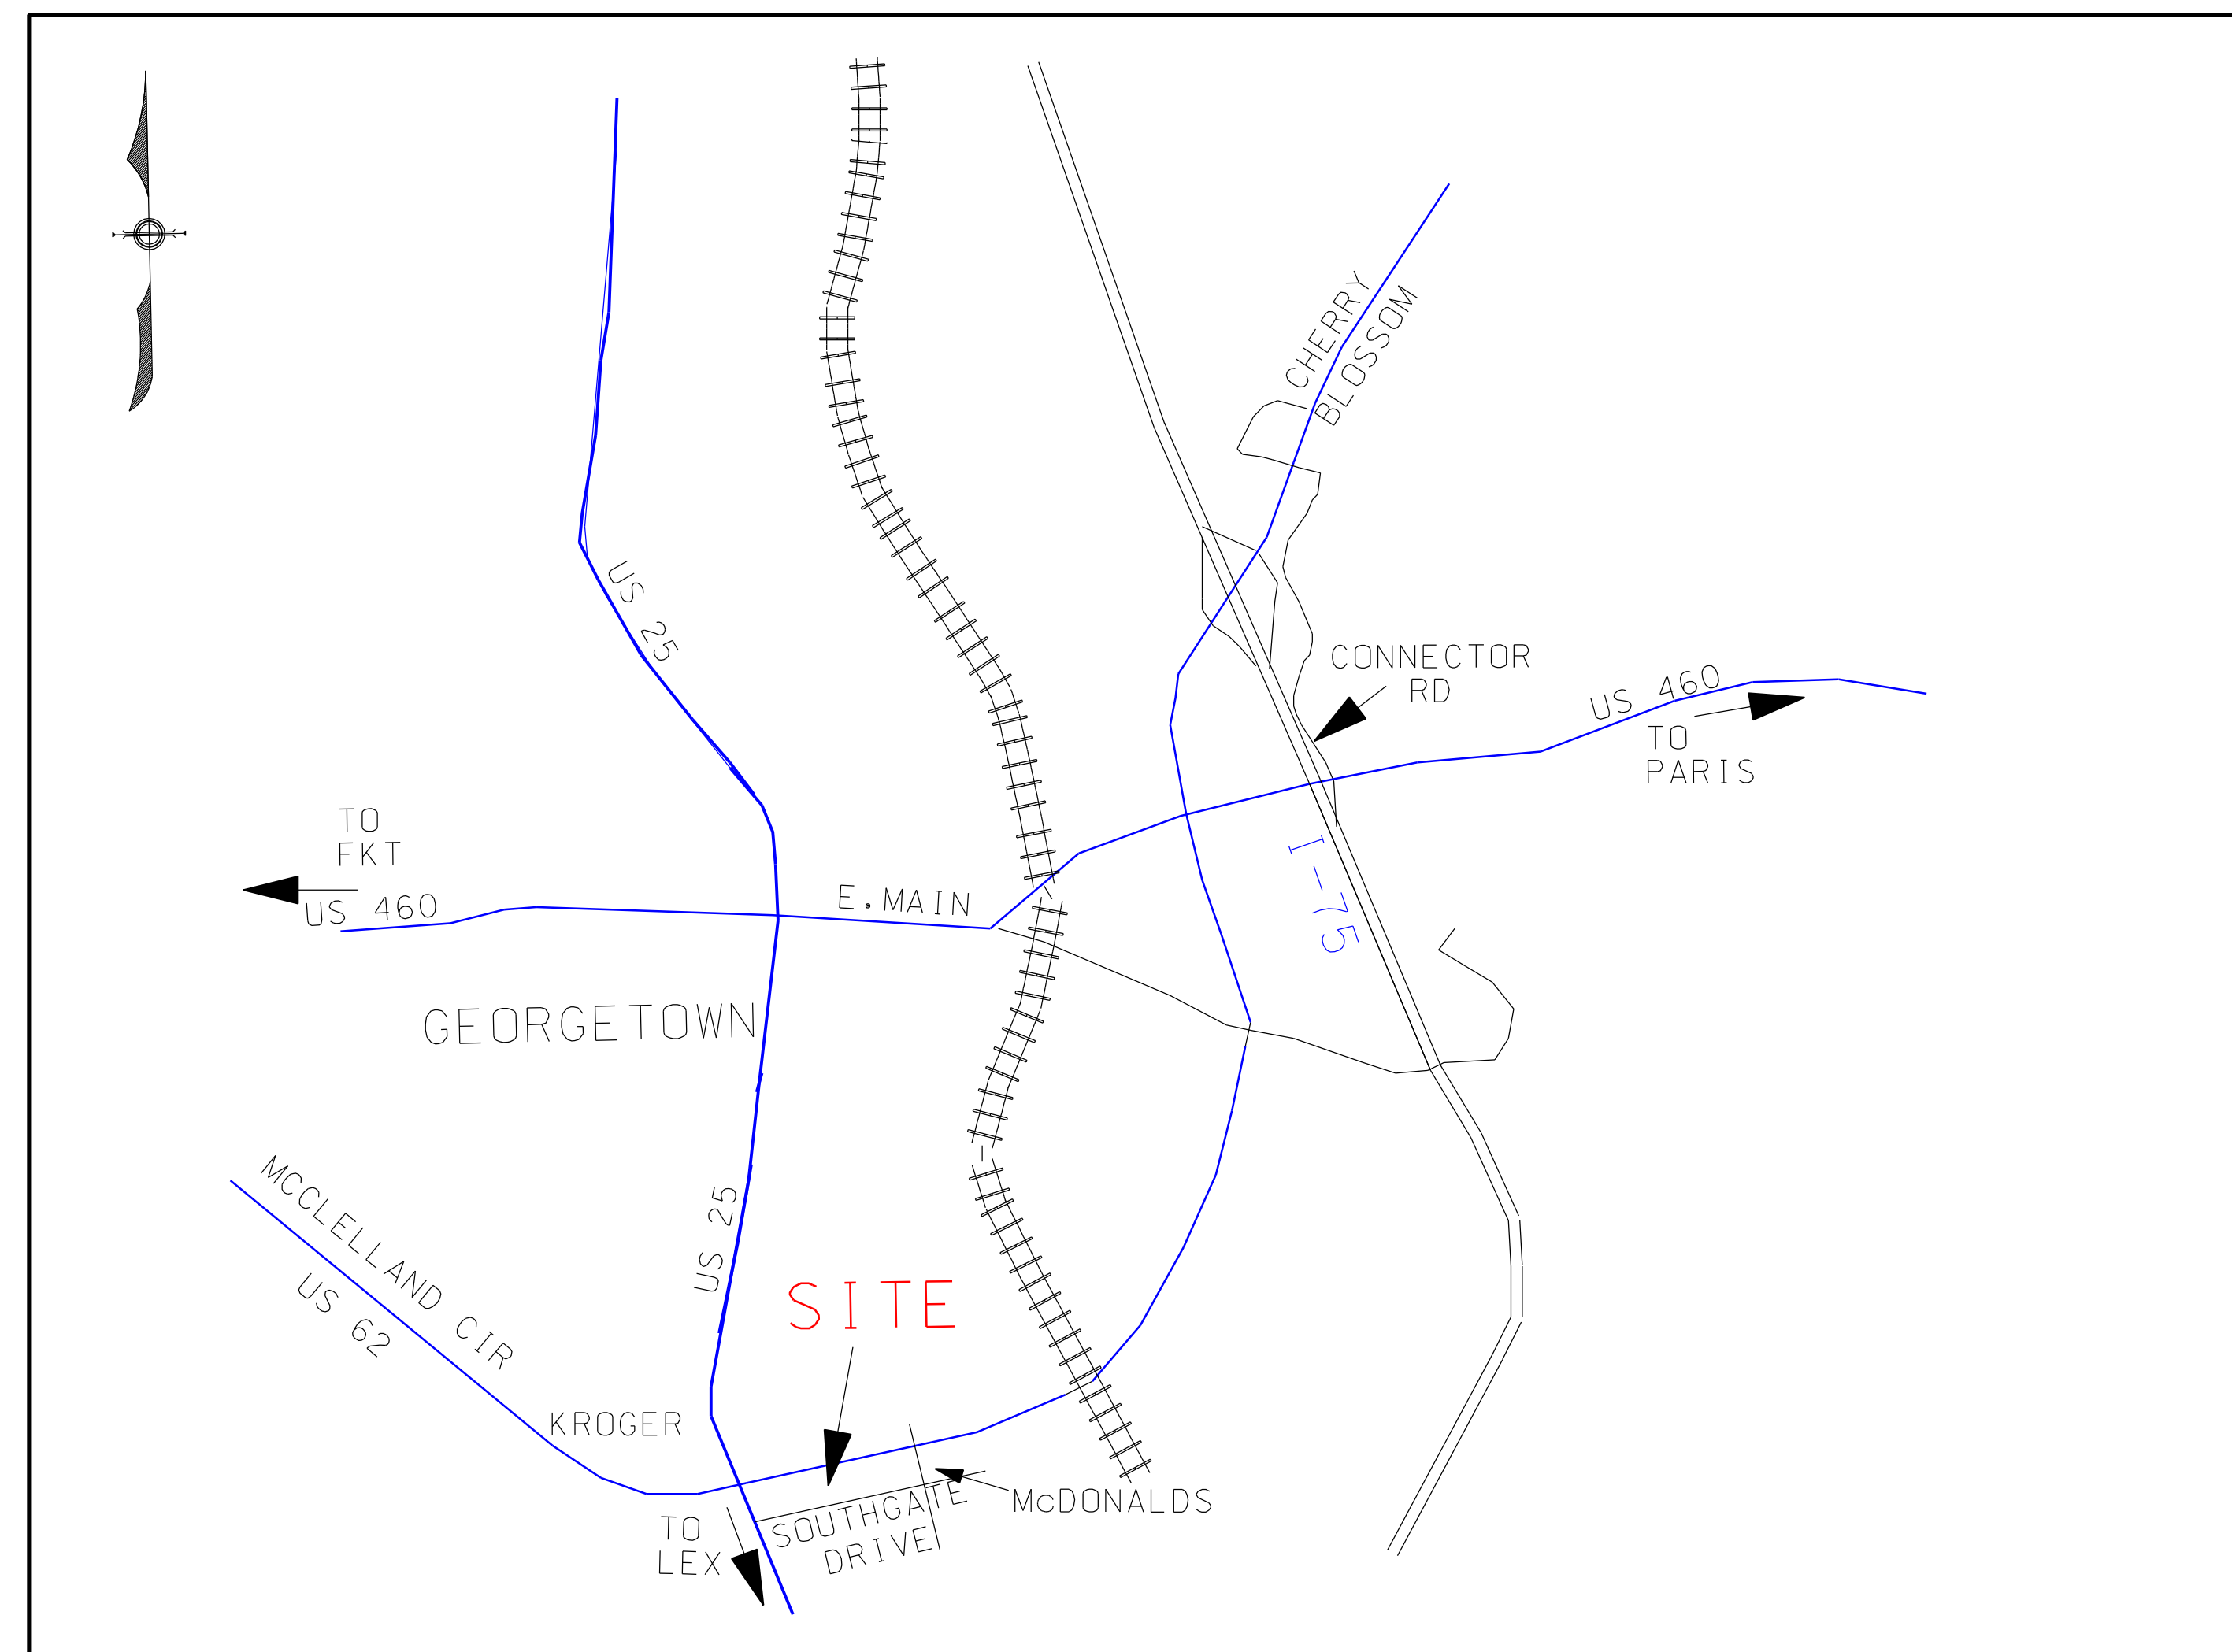 CHERRY
BLOSSOM
US 25
CONNECTOR
RD
US 460
TO
PARIS
TO
FKT
US 460
E.MAIN
I-75
GEORGETOWN
MCCLELLAND CIR
US 62
US 25
SITE
KROGER
McDONALDS
SOUTHGATE
DRIVE
TO
LEX